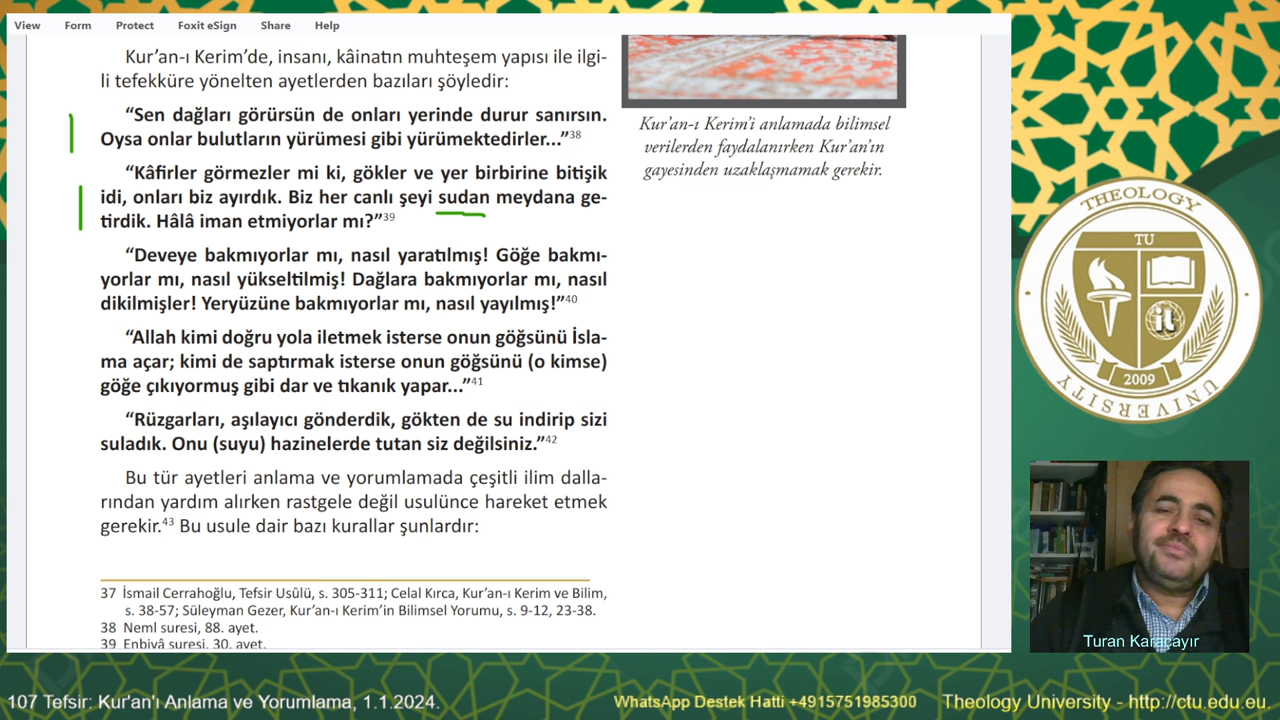 View Form Protect Foxit eSign Share Help
Kur’an-ı Kerim’de, insanı, kâinatın muhteşem yapısı ile ilgi-
li tefekküre yönelten ayetlerden bazıları şöyledir:
“Sen dağları görürsün de onları yerinde durur sanırsın.
Oysa onlar bulutların yürümesi gibi yürümektedirler...”38
“Kâfirler görmezler mi ki, gökler ve yer birbirine bitişik
idi, onları biz ayırdık. Biz her canlı şeyi sudan meydana ge-
tirdik. Hâlâ iman etmiyorlar mı?”39
“Deveye bakmıyorlar mı, nasıl yaratılmış! Göğe bakmı-
yorlar mı, nasıl yükseltilmiş! Dağlara bakmıyorlar mı, nasıl
dikilmişler! Yeryüzüne bakmıyorlar mı, nasıl yayılmış!”40
“Allah kimi doğru yola iletmek isterse onun göğsünü İsla-
ma açar; kimi de saptırmak isterse onun göğsünü (o kimse)
göğe çıkıyormuş gibi dar ve tıkanık yapar...”41
“Rüzgarları, aşılayıcı gönderdik, gökten de su indirip sizi
suladık. Onu (suyu) hazinelerde tutan siz değilsiniz.”42
Bu tür ayetleri anlama ve yorumlamada çeşitli ilim dalla-
rından yardım alırken rastgele değil usulünce hareket etmek
gerekir.43 Bu usule dair bazı kurallar şunlardır:
37 İsmail Cerrahoğlu, Tefsir Usûlü, s. 305-311; Celal Kırca, Kur’an-ı Kerim ve Bilim,
s. 38-57; Süleyman Gezer, Kur’an-ı Kerim’in Bilimsel Yorumu, s. 9-12, 23-38.
38 Neml suresi, 88. ayet.
39 Enbiyâ suresi, 30. ayet.
Kur’an-ı Kerim’i anlamada bilimsel
verilerden faydalanırken Kur’an’ın
gayesinden uzaklaşmamak gerekir.
THEOLOGY
TU
it
2009
UNIVERSITY
Turan Karaçayır
107 Tefsir: Kur'an'ı Anlama ve Yorumlama, 1.1.2024.
WhatsApp Destek Hatti +4915751985300
Theology University - http://ctu.edu.eu.